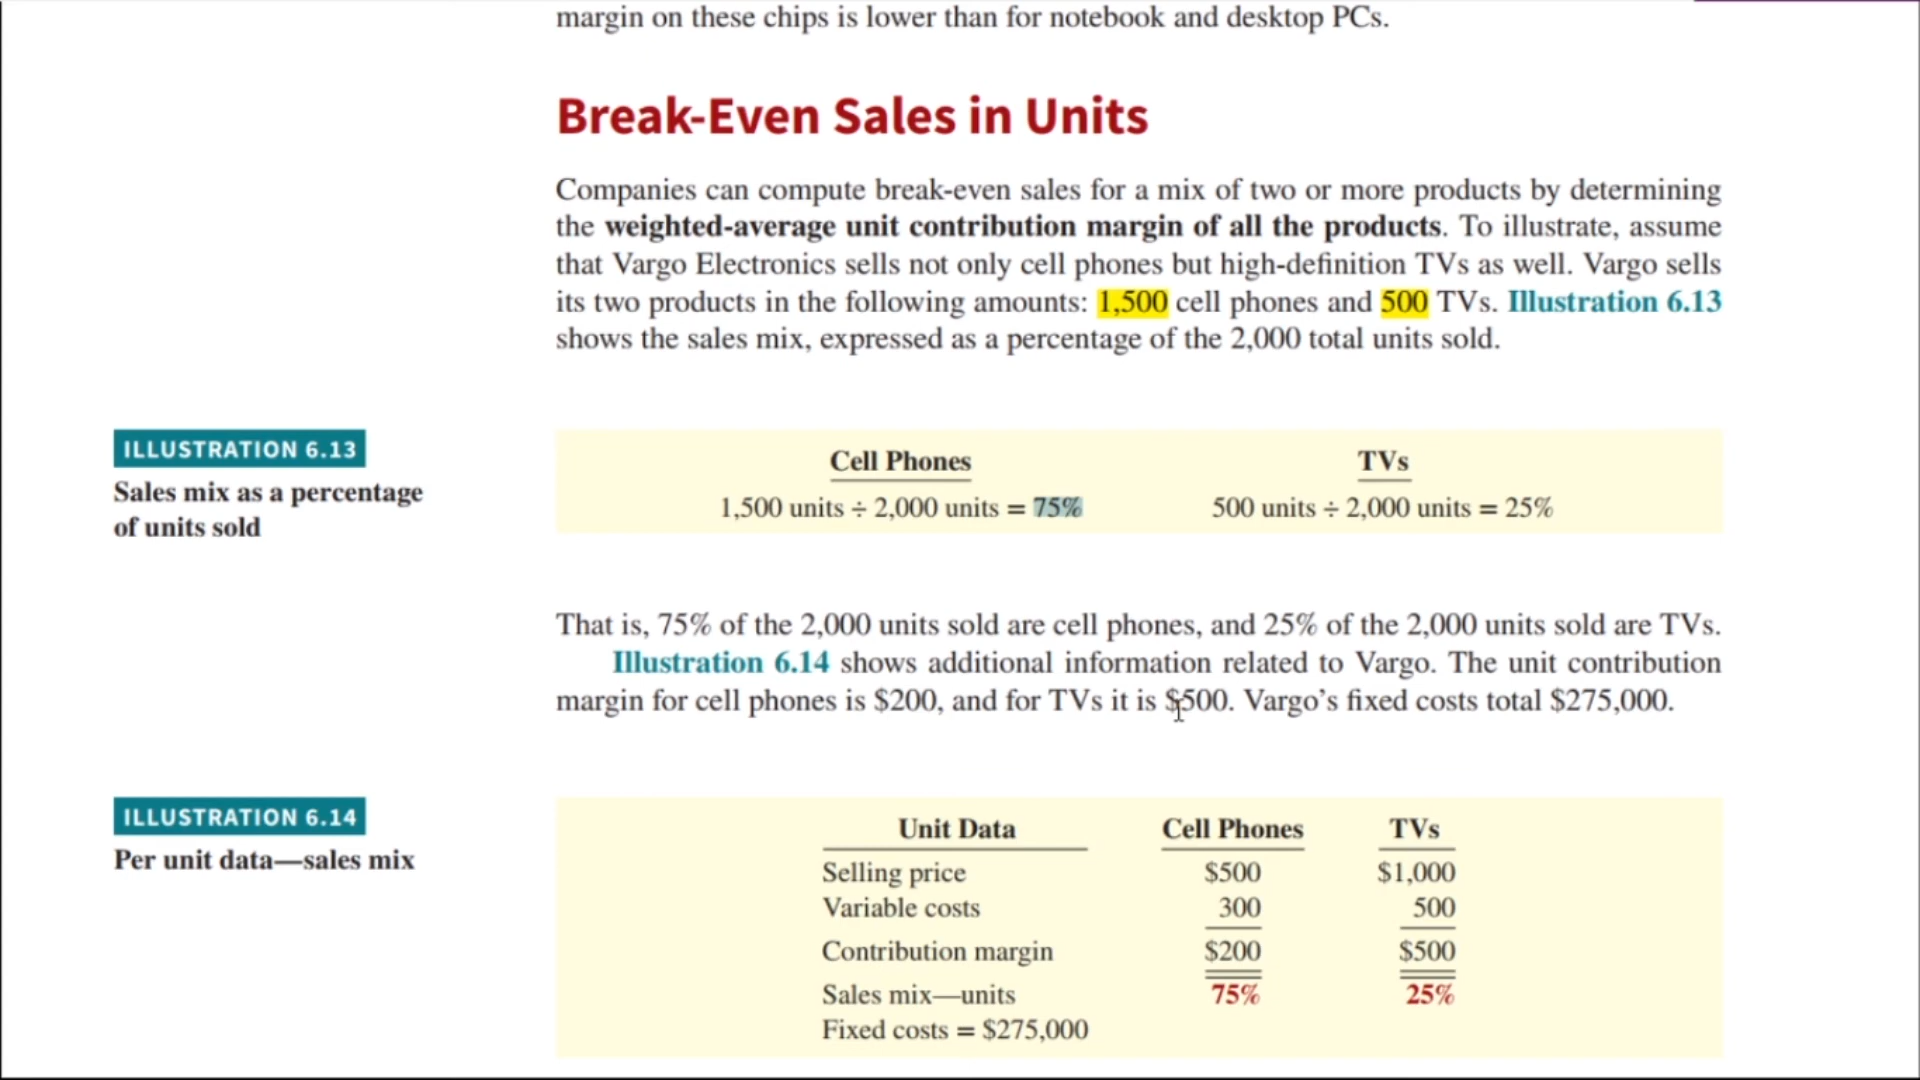 margin on these chips is lower than for notebook and desktop PCs.
Break-Even Sales in Units
Companies can compute break-even sales for a mix of two or more products by determining
the weighted-average unit contribution margin of all the products. To illustrate, assume
that Vargo Electronics sells not only cell phones but high-definition TVs as well. Vargo sells
its two products in the following amounts: 1,500 cell phones and 500 TVs. Illustration 6.13
shows the sales mix, expressed as a percentage of the 2,000 total units sold.
ILLUSTRATION 6.13
Sales mix as a percentage
of units sold
Cell Phones TVs
1,500 units ÷ 2,000 units = 75% 500 units ÷ 2,000 units = 25%
That is, 75% of the 2,000 units sold are cell phones, and 25% of the 2,000 units sold are TVs.
Illustration 6.14 shows additional information related to Vargo. The unit contribution
margin for cell phones is $200, and for TVs it is $500. Vargo’s fixed costs total $275,000.
ILLUSTRATION 6.14
Per unit data—sales mix
Unit Data Cell Phones TVs
Selling price $500 $1,000
Variable costs 300 500
Contribution margin $200 $500
Sales mix—units 75% 25%
Fixed costs = $275,000